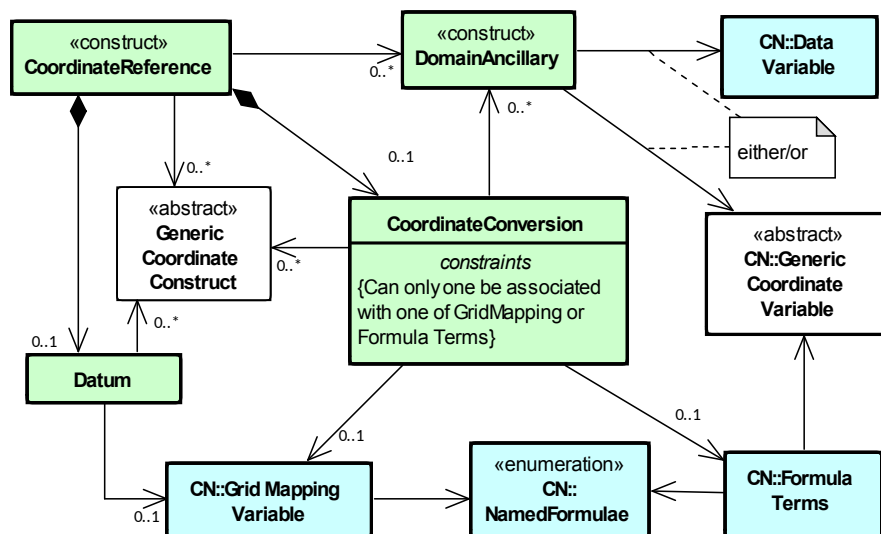 «construct»
CoordinateReference
0..*
«construct»
DomainAncillary
0..*
CN::Data
Variable
either/or
0..1
0..*
«abstract»
Generic
Coordinate
Construct
0..*
0..*
CoordinateConversion
constraints
{Can only one be associated
with one of GridMapping or
Formula Terms}
«abstract»
CN::Generic
Coordinate
Variable
0..1
Datum
0..1
0..1
0..1
CN::Grid Mapping
Variable
«enumeration»
CN::
NamedFormulae
CN::Formula
Terms